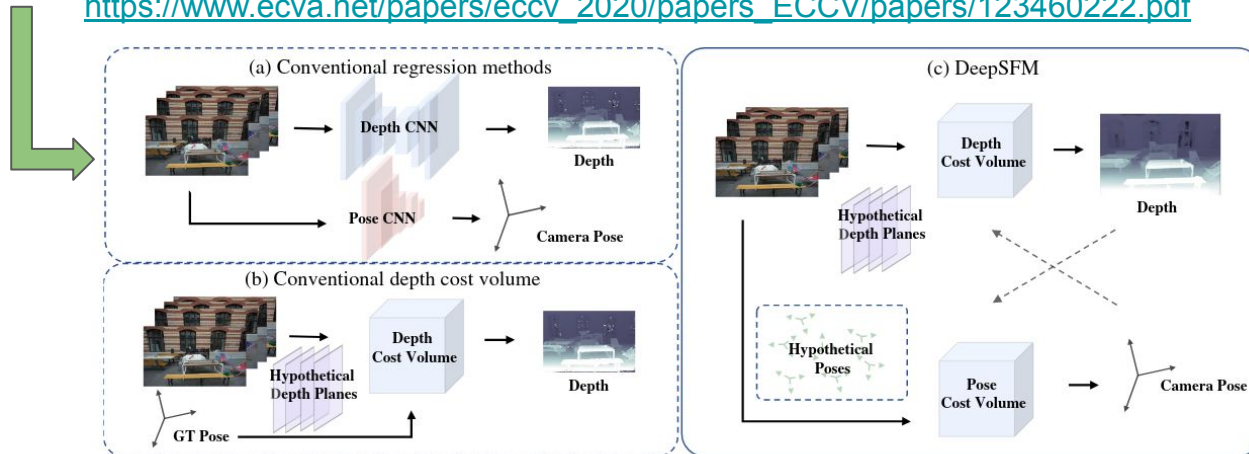 https://www.ecva.net/papers/eccv_2020/papers_ECCV/papers/123460222.pdf
(a) Conventional regression methods
Depth CNN
Depth
Pose CNN
Camera Pose
(b) Conventional depth cost volume
Depth
Cost Volume
Hypothetical
Depth Planes
Depth
GT Pose
(c) DeepSFM
Depth
Cost Volume
Depth
Hypothetical
Depth Planes
Hypothetical
Poses
Pose
Cost Volume
Camera Pose